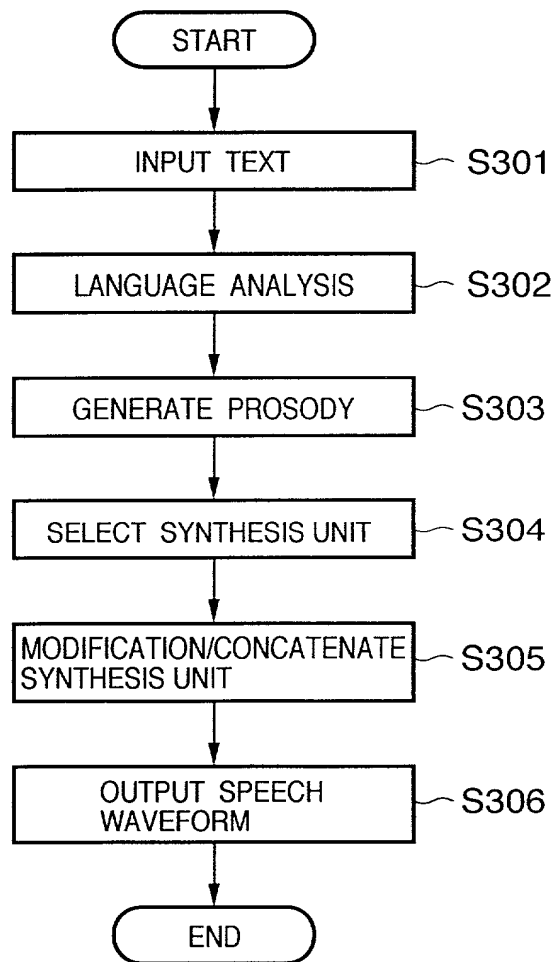 START
INPUT TEXT
S301
LANGUAGE ANALYSIS
S302
GENERATE PROSODY
S303
SELECT SYNTHESIS UNIT
S304
MODIFICATION/CONCATENATE
SYNTHESIS UNIT
S305
OUTPUT SPEECH
WAVEFORM
S306
END